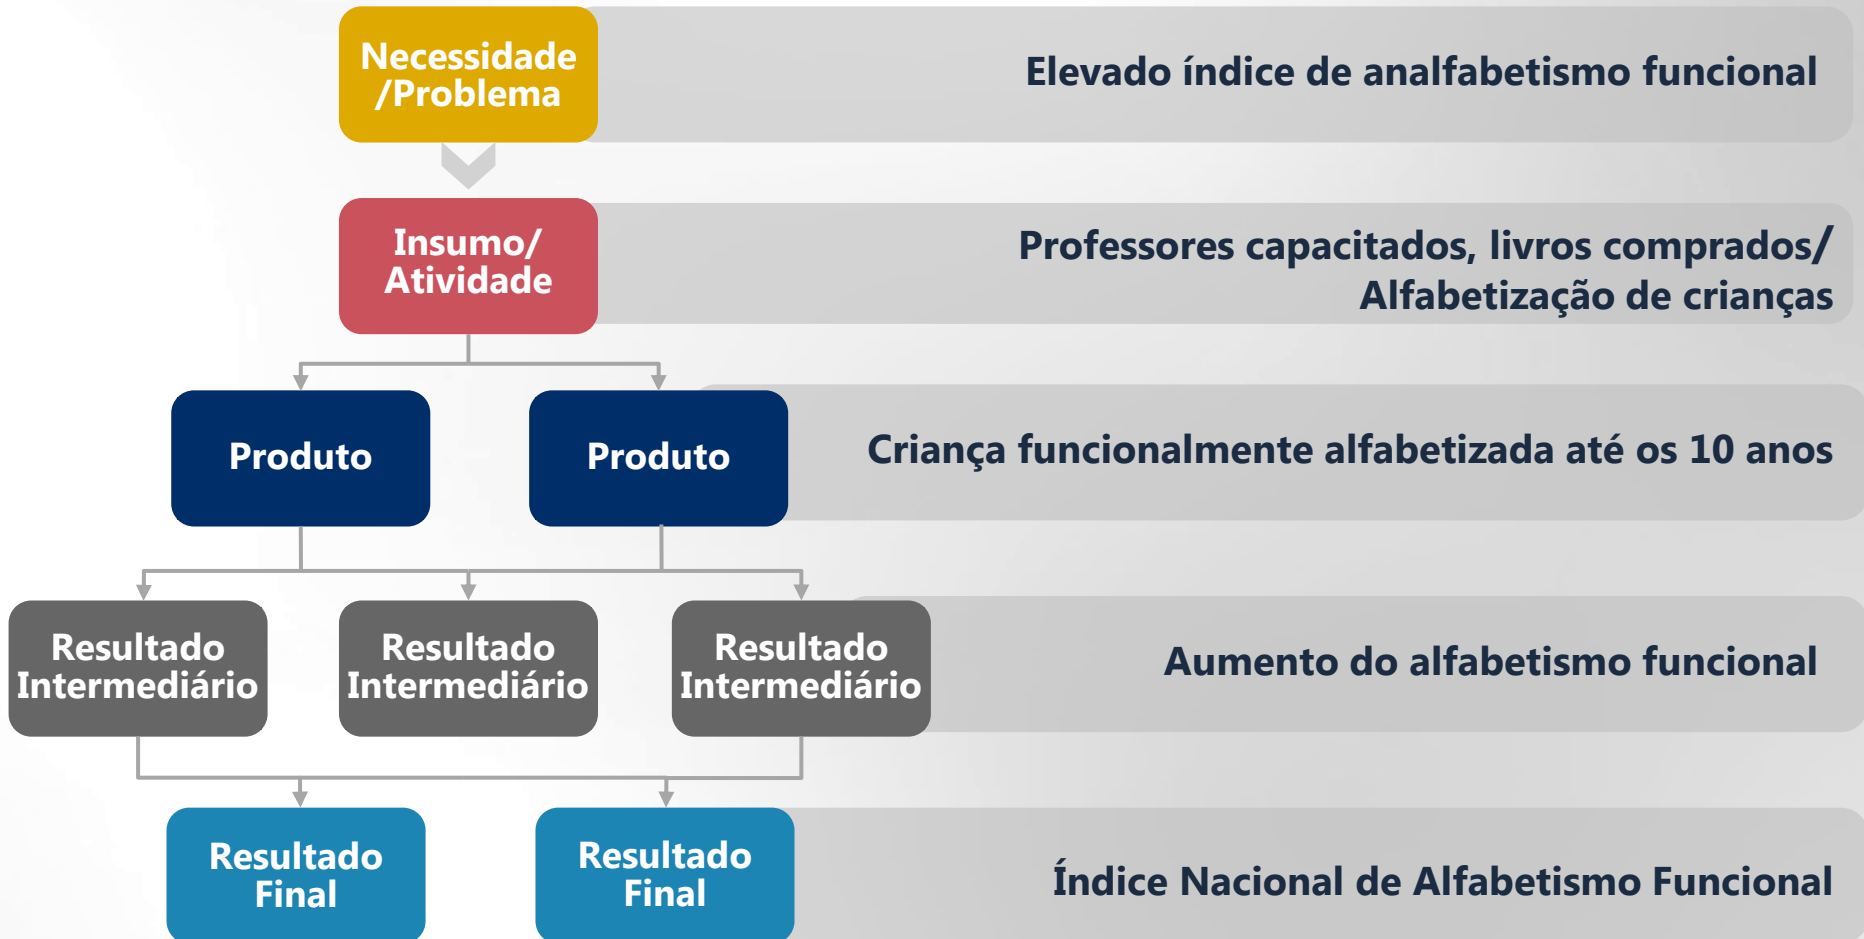 Necessidade
/Problema
Elevado índice de analfabetismo funcional
Insumo/
Atividade
Professores capacitados, livros comprados/
Alfabetização de crianças
Produto
Produto
Criança funcionalmente alfabetizada até os 10 anos
Resultado
Intermediário
Resultado
Intermediário
Resultado
Intermediário
Aumento do alfabetismo funcional
Resultado
Final
Resultado
Final
Índice Nacional de Alfabetismo Funcional